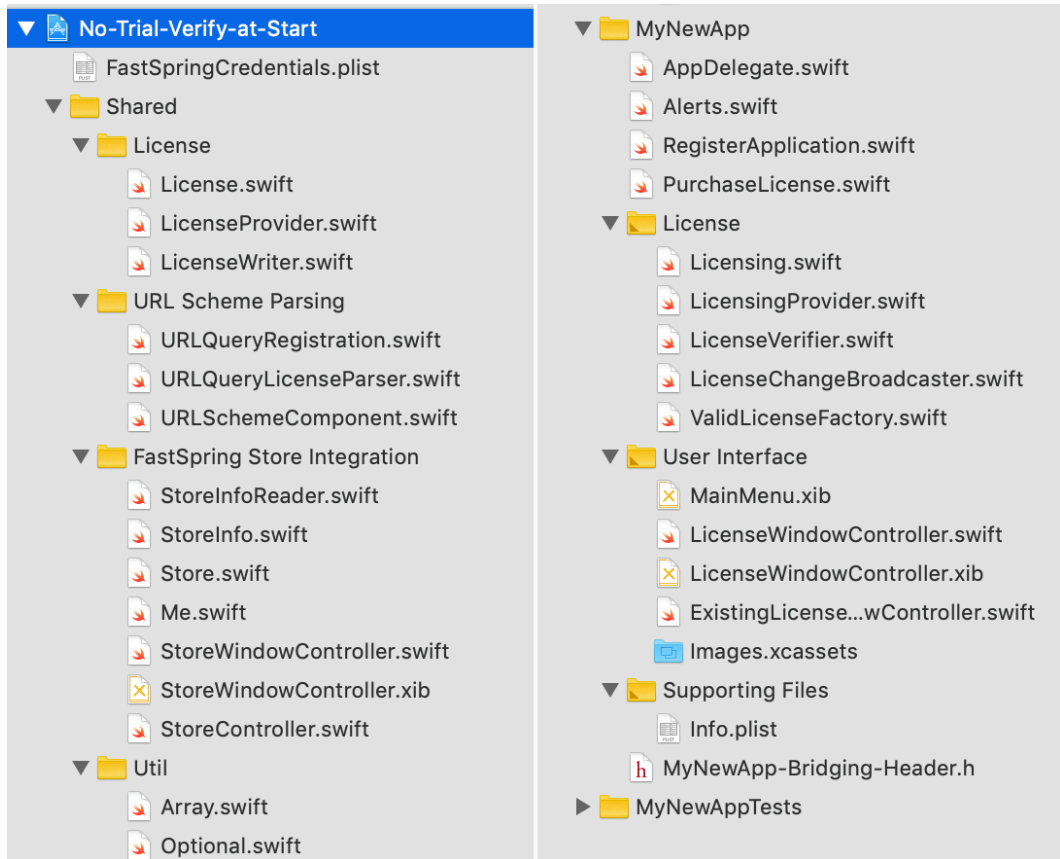 No-Trial-Verify-at-Start
FastSpringCredentials.plist
Shared
License
License.swift
LicenseProvider.swift
LicenseWriter.swift
URL Scheme Parsing
URLQueryRegistration.swift
URLQueryLicenseParser.swift
URLSchemeComponent.swift
FastSpring Store Integration
StoreInfoReader.swift
StoreInfo.swift
Store.swift
Me.swift
StoreWindowController.swift
StoreWindowController.xib
StoreController.swift
Util
Array.swift
Optional.swift
MyNewApp
AppDelegate.swift
Alerts.swift
RegisterApplication.swift
PurchaseLicense.swift
License
Licensing.swift
LicensingProvider.swift
LicenseVerifier.swift
LicenseChangeBroadcaster.swift
ValidLicenseFactory.swift
User Interface
MainMenu.xib
LicenseWindowController.swift
LicenseWindowController.xib
ExistingLicense...wController.swift
Images.xcassets
Supporting Files
Info.plist
h MyNewApp-Bridging-Header.h
MyNewAppTests